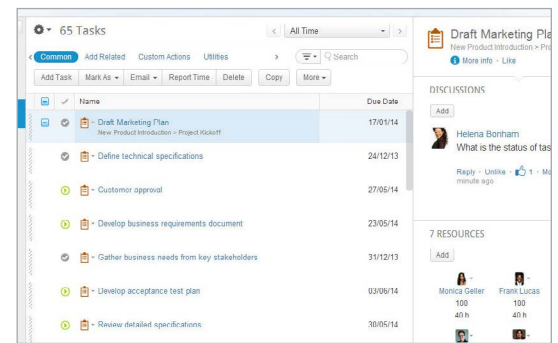 65 Tasks
All Time
Common Add Related Custom Actions Utilities
Search
Add Task Mark As Email Report Time Delete Copy More
Name Due Date
Draft Marketing Plan 17/01/14
New Product Introduction > Project Kickoff
Define technical specifications 24/12/13
Customer approval 27/05/14
Develop business requirements document 23/05/14
Gather business needs from key stakeholders 31/12/13
Develop acceptance test plan 03/06/14
Review detailed specifications 30/05/14
Draft Marketing Pla
New Product Introduction > Pro
More info · Like
DISCUSSIONS
Add
Helena Bonham
What is the status of tas
Reply · Unlike · 1 · Mo
minute ago
7 RESOURCES
Add
Monica Geller Frank Lucas
100 100
40 h 40 h